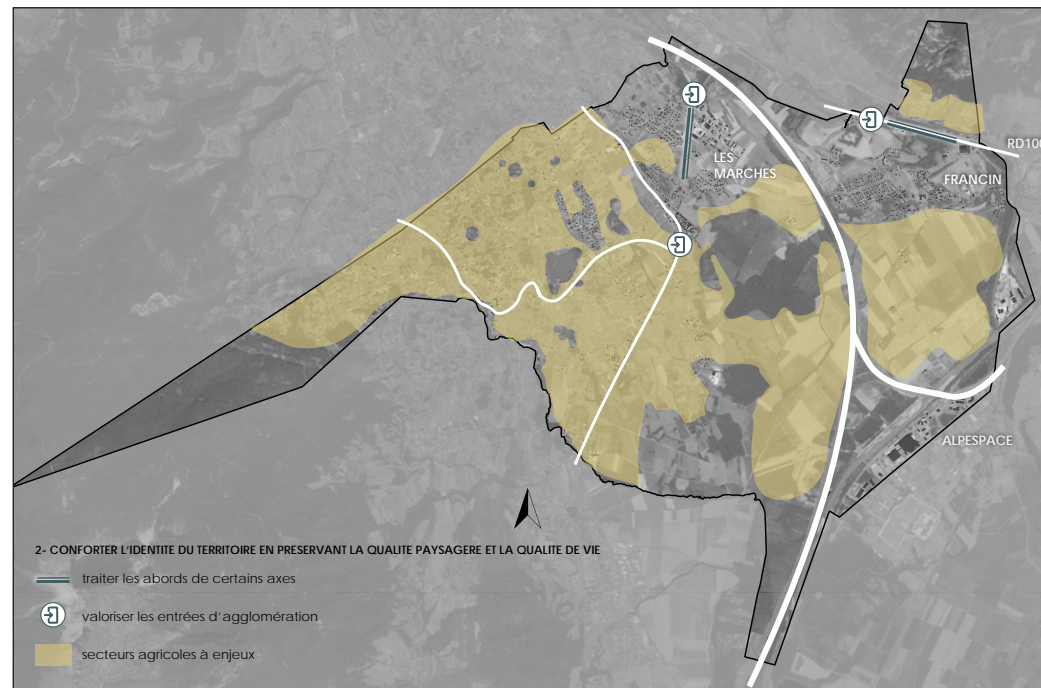 LES
MARCHES
RD100
FRANCIN
ALPESPACE
2- CONFORTER L'IDENTITE DU TERRITOIRE EN PRESERVANT LA QUALITE PAYSAGERE ET LA QUALITE DE VIE
traiter les abords de certains axes
valoriser les entrées d'agglomération
secteurs agricoles à enjeux